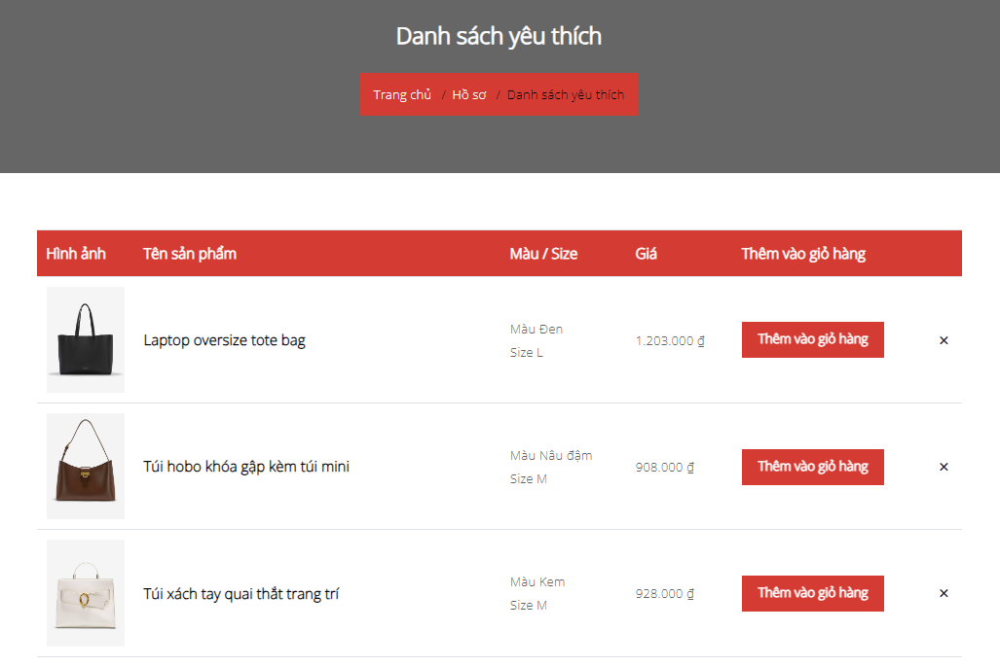 Danh sách yêu thích
Trang chủ / Hồ sơ / Danh sách yêu thích
Hình ảnh Tên sản phẩm Màu / Size Giá Thêm vào giỏ hàng
Laptop oversize tote bag
Màu Đen
Size L
1.203.000 ₫
Thêm vào giỏ hàng ×
Túi hobo khóa gập kèm túi mini
Màu Nâu đậm
Size M
908.000 ₫
Thêm vào giỏ hàng ×
Túi xách tay quai thắt trang trí
Màu Kem
Size M
928.000 ₫
Thêm vào giỏ hàng ×